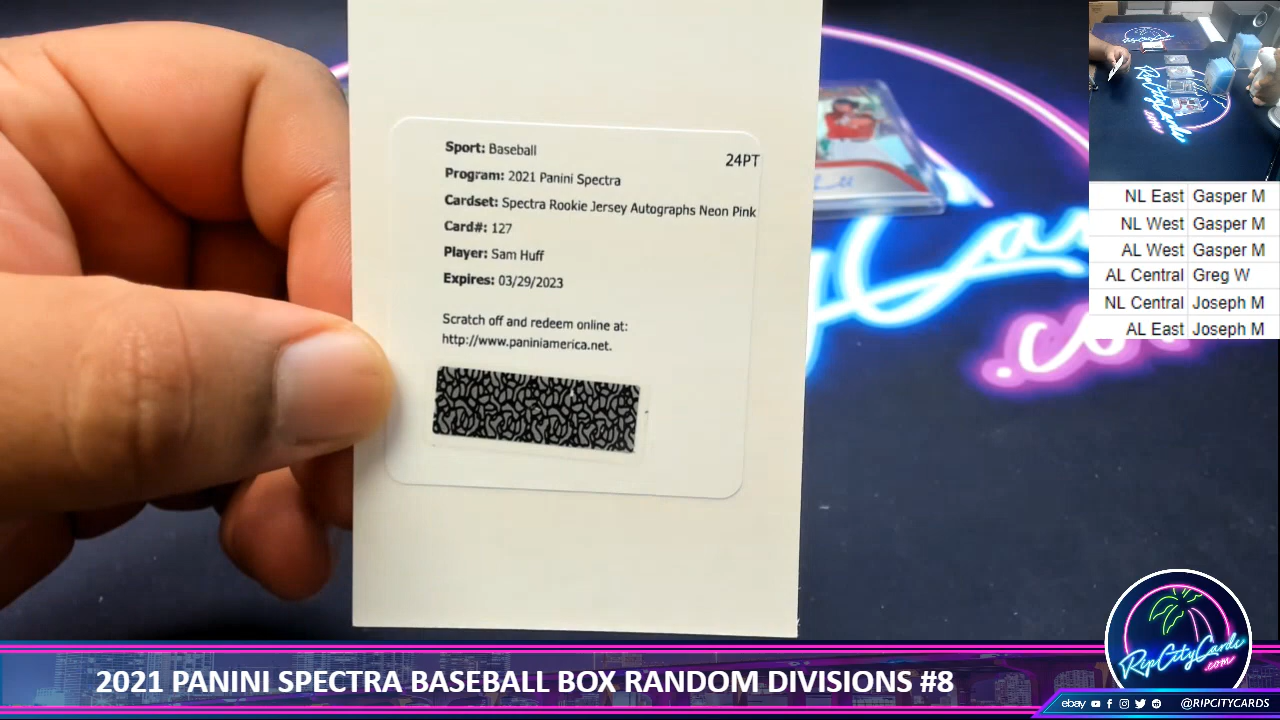 Sport: Baseball
24PT
Program: 2021 Panini Spectra
Cardset: Spectra Rookie Jersey Autographs Neon Pink
Card#: 127
Player: Sam Huff
Expires: 03/29/2023
Scratch off and redeem online at:
http://www.paniniamerica.net.
NL East Gasper M
NL West Gasper M
AL West Gasper M
AL Central Greg W
NL Central Joseph M
AL East Joseph M
.com
2021 PANINI SPECTRA BASEBALL BOX RANDOM DIVISIONS #8
RipCityCards
.com
ebay @RIPCITYCARDS